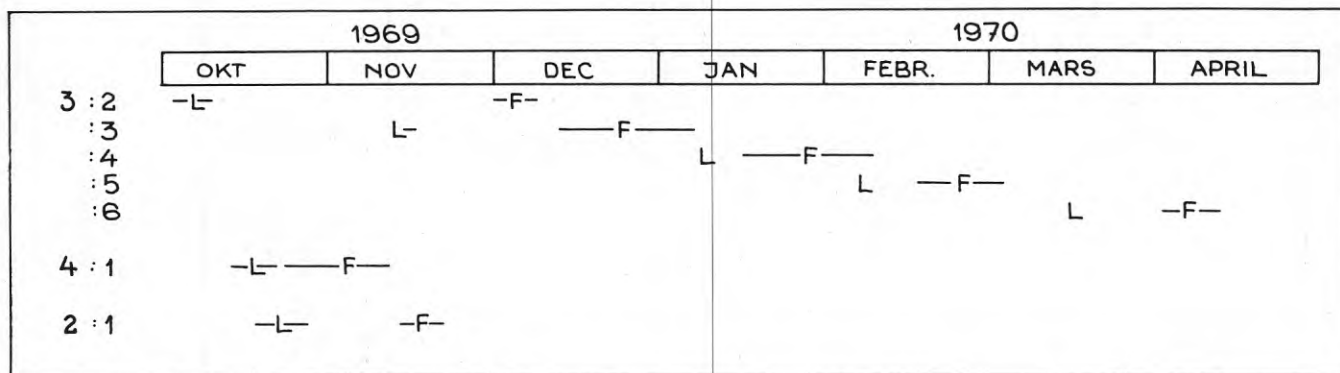 1969 1970
OKT NOV DEC JAN FEBR. MARS APRIL
3 :2 -L- -F-
:3 L- — F —
:4 L — F —
:5 L — F —
:6 L -F-
4 :1 -L- — F —
2 :1 -L- -F-